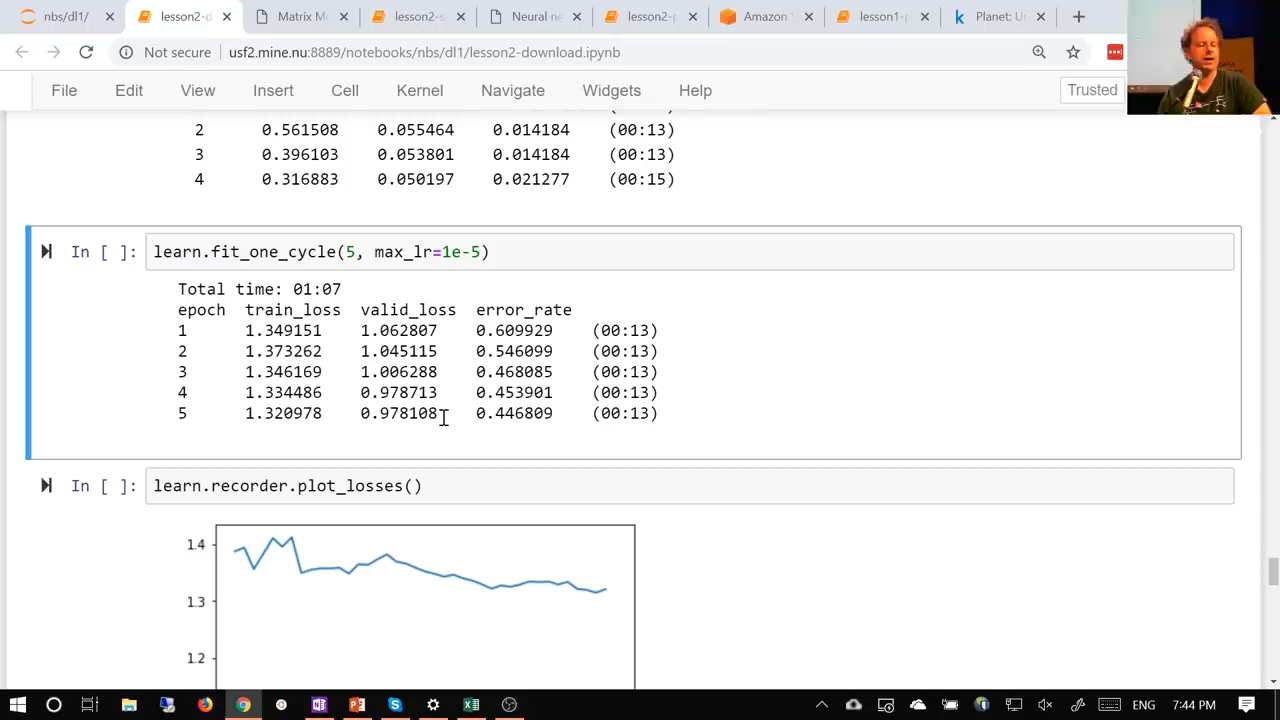 nbs/dl1/
lesson2-d
Matrix M
lesson2-s
Neural ne
lesson2-p
Amazon S
lesson1-p
Planet: U
Not secure
usf2.mine.nu:8889/notebooks/nbs/dl1/lesson2-download.ipynb
File Edit View Insert Cell Kernel Navigate Widgets Help
Trusted
2 0.561508 0.055464 0.014184 (00:13)
3 0.396103 0.053801 0.014184 (00:13)
4 0.316883 0.050197 0.021277 (00:15)
In [ ]: learn.fit_one_cycle(5, max_lr=1e-5)
Total time: 01:07
epoch train_loss valid_loss error_rate
1 1.349151 1.062807 0.609929 (00:13)
2 1.373262 1.045115 0.546099 (00:13)
3 1.346169 1.006288 0.468085 (00:13)
4 1.334486 0.978713 0.453901 (00:13)
5 1.320978 0.978108 0.446809 (00:13)
In [ ]: learn.recorder.plot_losses()
1.4
1.3
1.2
ENG
7:44 PM